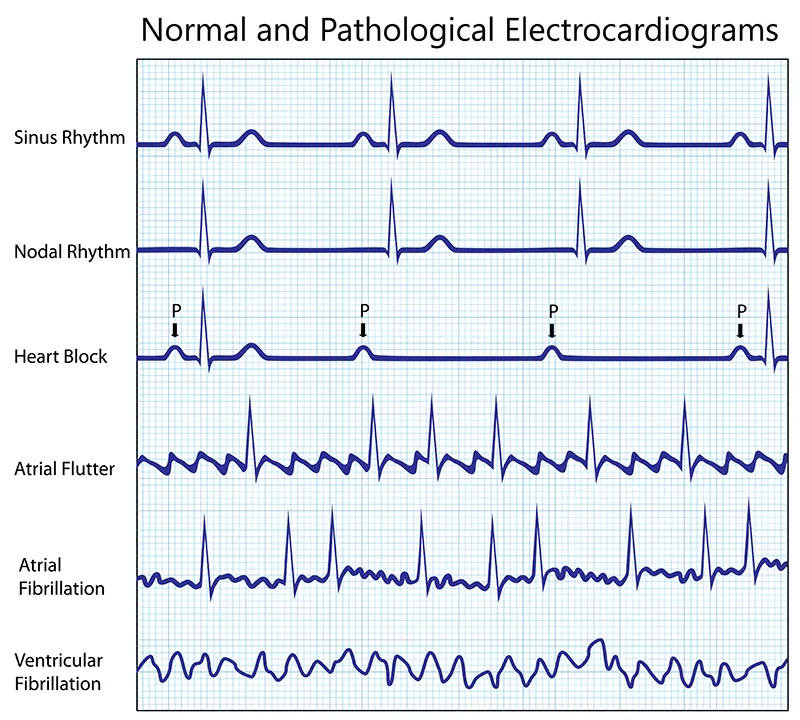 Normal and Pathological Electrocardiograms
Sinus Rhythm
Nodal Rhythm
P P P P
Heart Block
Atrial Flutter
Atrial
Fibrillation
Ventricular
Fibrillation